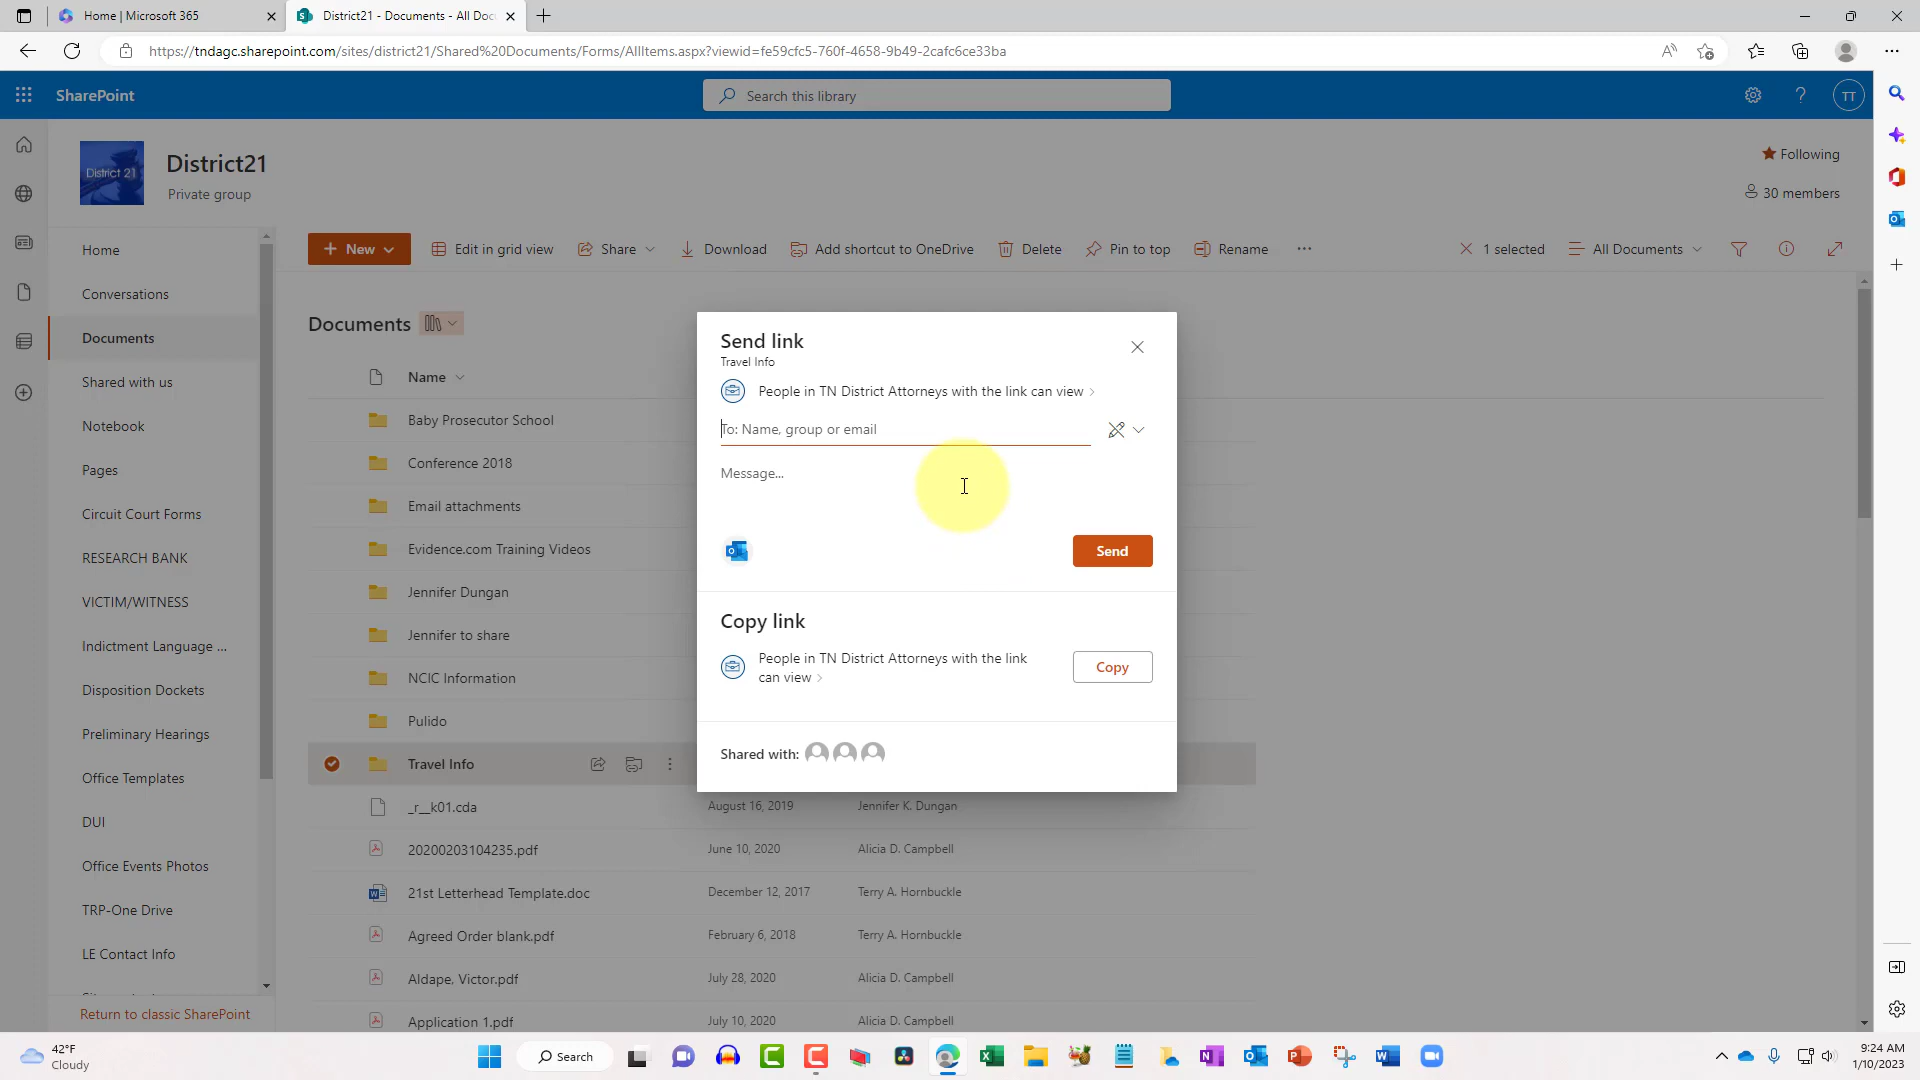 Home | Microsoft 365
District21 - Documents - All Doc
https://tndagc.sharepoint.com/sites/district21/Shared%20Documents/Forms/AllItems.aspx?viewid=fe59cfc5-760f-4658-9b49-2cafc6ce33ba
SharePoint
Search this library
TT
District 21
District21
Private group
Following
30 members
Home
Conversations
Documents
Shared with us
Notebook
Pages
Circuit Court Forms
RESEARCH BANK
VICTIM/WITNESS
Indictment Language ...
Disposition Dockets
Preliminary Hearings
Office Templates
DUI
Office Events Photos
TRP-One Drive
LE Contact Info
Return to classic SharePoint
New
Edit in grid view
Share
Download
Add shortcut to OneDrive
Delete
Pin to top
Rename
1 selected
All Documents
Documents
Name
Baby Prosecutor School
Conference 2018
Email attachments
Evidence.com Training Videos
Jennifer Dungan
Jennifer to share
NCIC Information
Pulido
Travel Info
_r__k01.cda August 16, 2019 Jennifer K. Dungan
20200203104235.pdf June 10, 2020 Alicia D. Campbell
21st Letterhead Template.doc December 12, 2017 Terry A. Hornbuckle
Agreed Order blank.pdf February 6, 2018 Terry A. Hornbuckle
Aldape, Victor.pdf July 28, 2020 Alicia D. Campbell
Application 1.pdf July 10, 2020 Alicia D. Campbell
Send link
Travel Info
People in TN District Attorneys with the link can view
To: Name, group or email
Message...
Send
Copy link
People in TN District Attorneys with the link
can view
Copy
Shared with:
42°F
Cloudy
Search
9:24 AM
1/10/2023